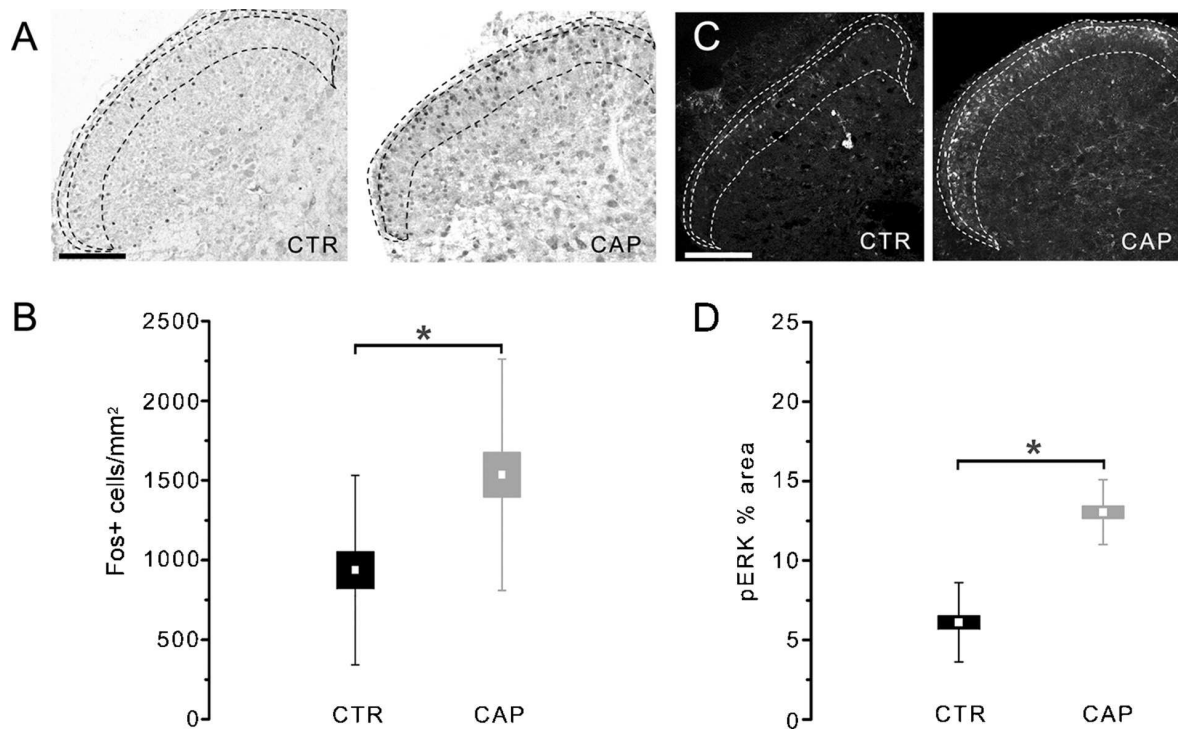 A
CTR
CAP
C
CTR
CAP
B
Fos+ cells/mm²
2500
2000
1500
1000
500
0
*
CTR
CAP
D
pERK % area
25
20
15
10
5
0
*
CTR
CAP